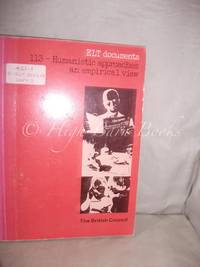 ELT documents
113 - Humanistic approaches
an empirical view
The British Council
© High Park Books